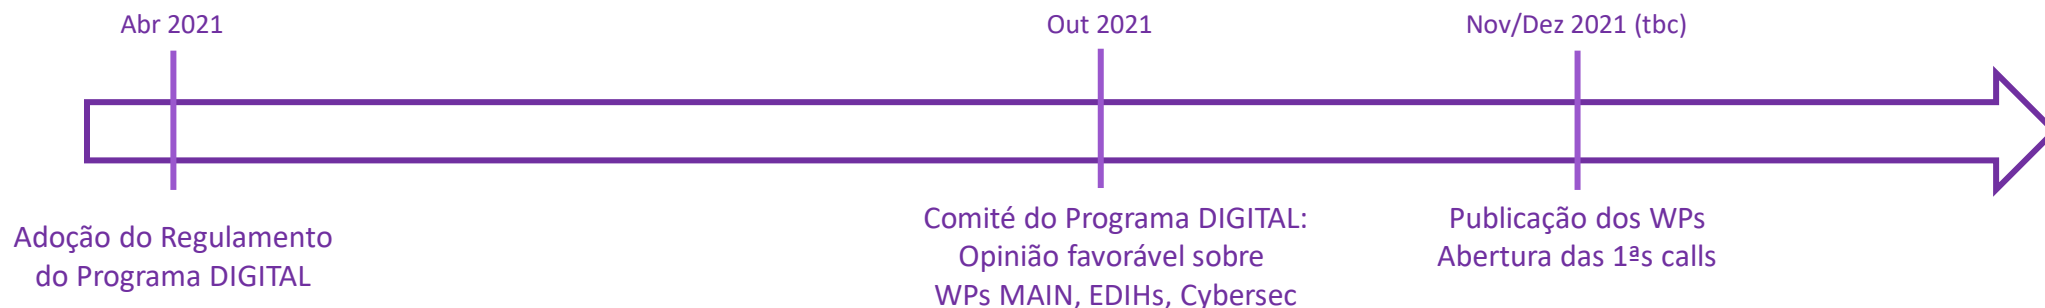 Abr 2021
Out 2021
Nov/Dez 2021 (tbc)
Adoção do Regulamento
do Programa DIGITAL
Comité do Programa DIGITAL:
Opinião favorável sobre
WPs MAIN, EDIHs, Cybersec
Publicação dos WPs
Abertura das 1ªs calls